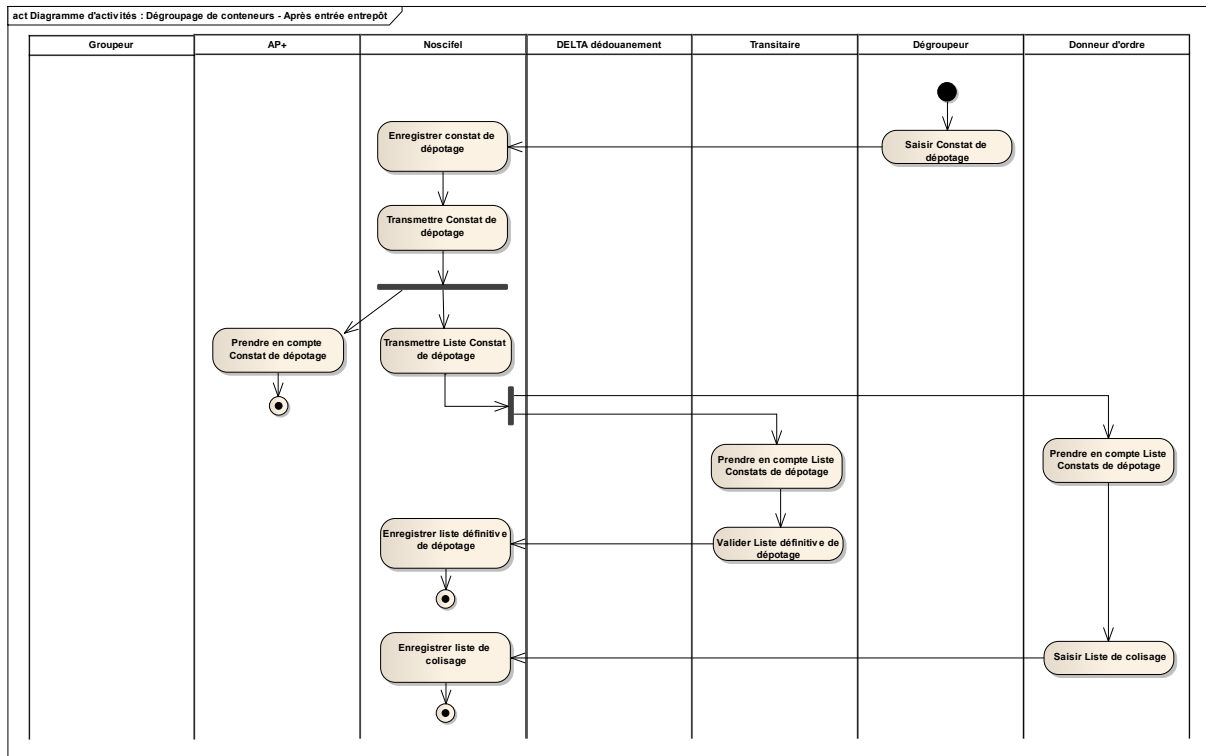 act Diagramme d'activités : Dégroupage de conteneurs - Après entrée entrepôt
Groupeur
AP+
Noscifel
DELTA dédouanement
Transitaire
Dégroupeur
Donneur d'ordre
Enregistrer constat de
dépotage
Saisir Constat de
dépotage
Transmettre Constat de
dépotage
Prendre en compte
Constat de dépotage
Transmettre Liste Constat
de dépotage
Prendre en compte Liste
Constats de dépotage
Prendre en compte Liste
Constats de dépotage
Enregistrer liste définitive
de dépotage
Valider Liste définitive de
dépotage
Enregistrer liste de
colisage
Saisir Liste de colisage